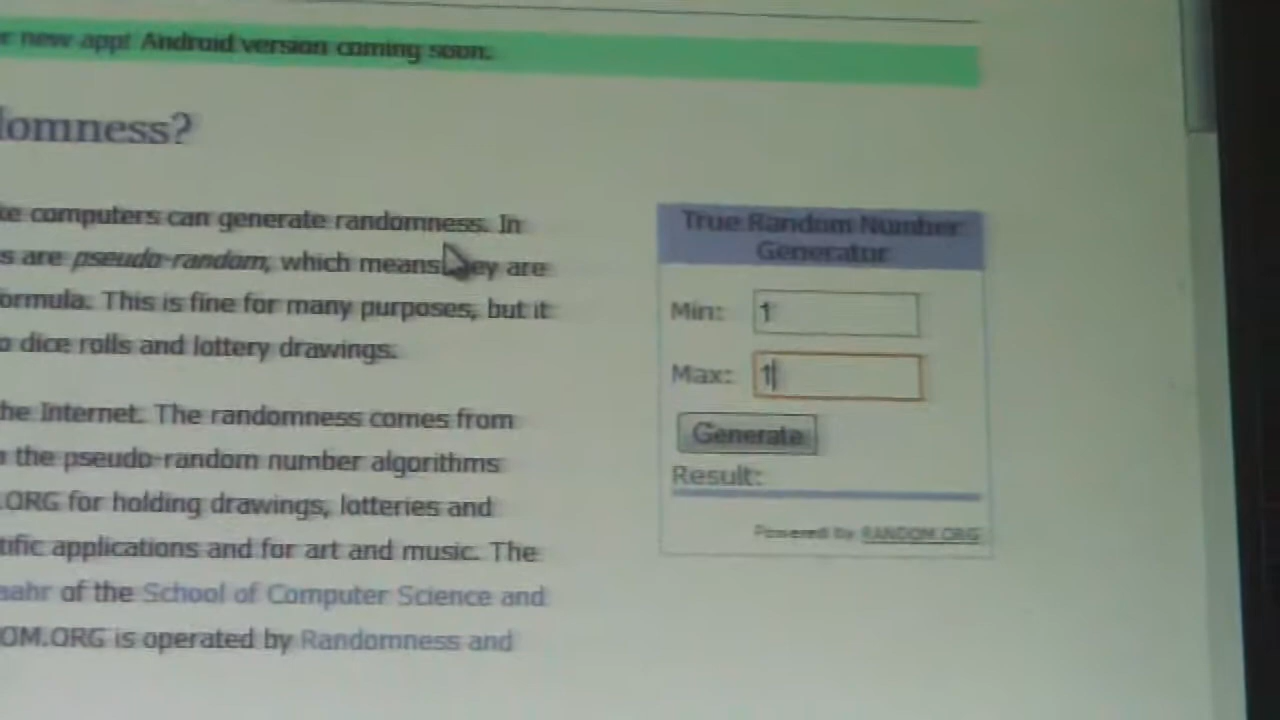 new app! Android version coming soon.
domness?
computers can generate randomness. In
s are pseudo-random, which means they are
ormula. This is fine for many purposes, but it
o dice rolls and lottery drawings.
he Internet. The randomness comes from
the pseudo-random number algorithms
.ORG for holding drawings, lotteries and
tific applications and for art and music. The
aahr of the School of Computer Science and
OM.ORG is operated by Randomness and
True Random Number
Generator
Min: 1
Max: 1
Generate
Result:
Powered by RANDOM.ORG